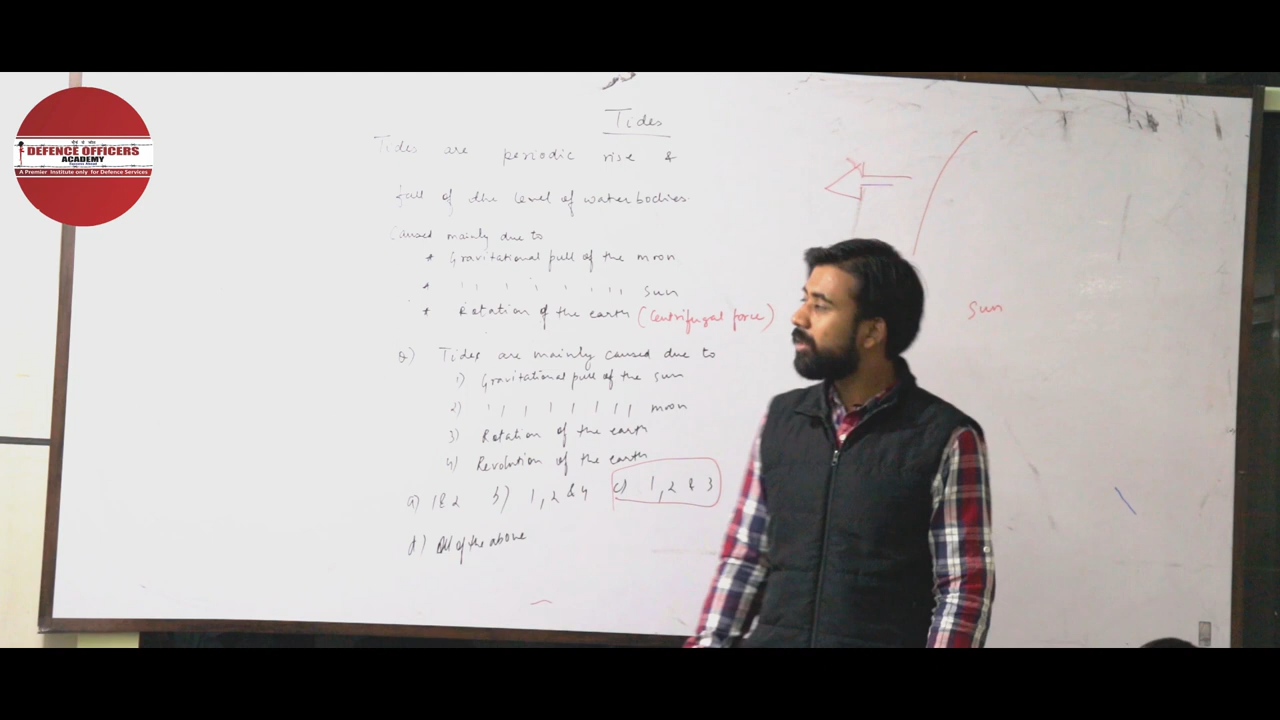 DEFENCE OFFICERS
ACADEMY
A Premier Institute only for Defence Services
Tides
Tides are periodic rise &
fall of the level of water bodies.
Caused mainly due to
* Gravitational pull of the moon
* ,, ,, ,, ,, sun
* Rotation of the earth (Centrifugal force)
Sun
Q) Tides are mainly caused due to
1) Gravitational pull of the sun
2) ,, ,, ,, ,, moon
3) Rotation of the earth
4) Revolution of the earth
a) 1 & 2 b) 1, 2 & 4 c) 1, 2 & 3
d) All of the above